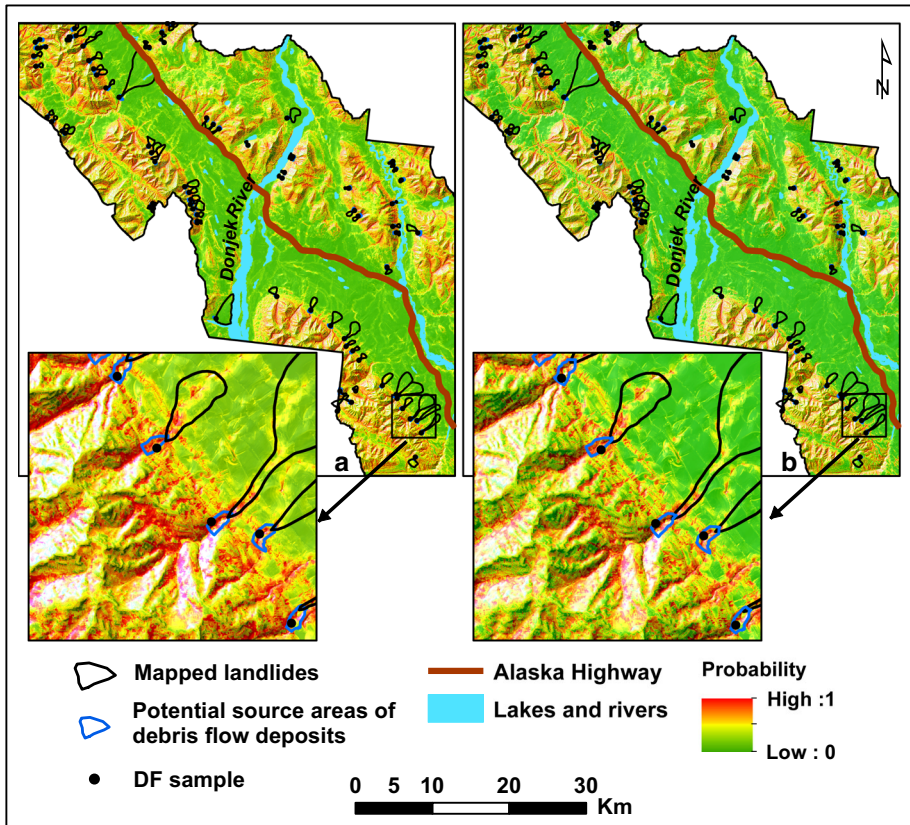 N
Donjek River
Donjek River
a
b
Mapped landlides
Potential source areas of
debris flow deposits
DF sample
Alaska Highway
Lakes and rivers
Probability
High :1
Low : 0
0 5 10 20 30
Km